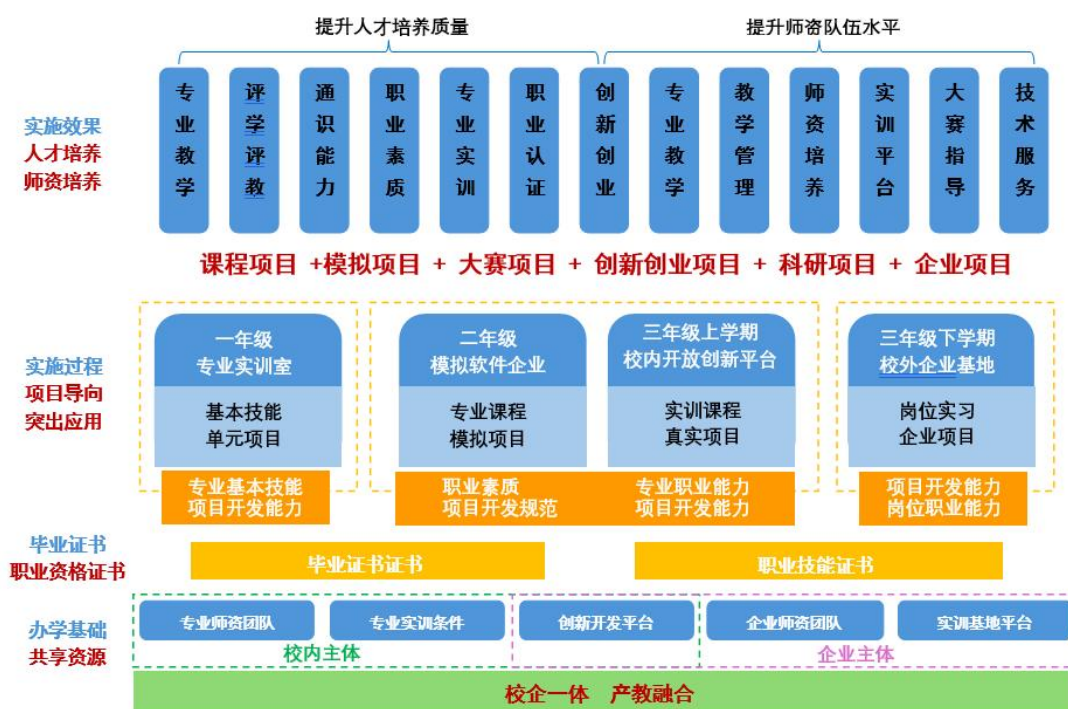 提升人才培养质量
提升师资队伍水平
实施效果
人才培养
师资培养
专业教学
评学评教
通识能力
职业素质
专业实训
职业认证
创新创业
专业教学
教学管理
师资培养
实训平台
大赛指导
技术服务
课程项目 +模拟项目 + 大赛项目 + 创新创业项目 + 科研项目 + 企业项目
实施过程
项目导向
突出应用
一年级
专业实训室
基本技能
单元项目
专业基本技能
项目开发能力
二年级
模拟软件企业
专业课程
模拟项目
职业素质
项目开发规范
三年级上学期
校内开放创新平台
实训课程
真实项目
专业职业能力
项目开发能力
三年级下学期
校外企业基地
岗位实习
企业项目
项目开发能力
岗位职业能力
毕业证书
职业资格证书
毕业证书证书
职业技能证书
办学基础
共享资源
专业师资团队
专业实训条件
创新开发平台
企业师资团队
实训基地平台
校内主体
企业主体
校企一体 产教融合